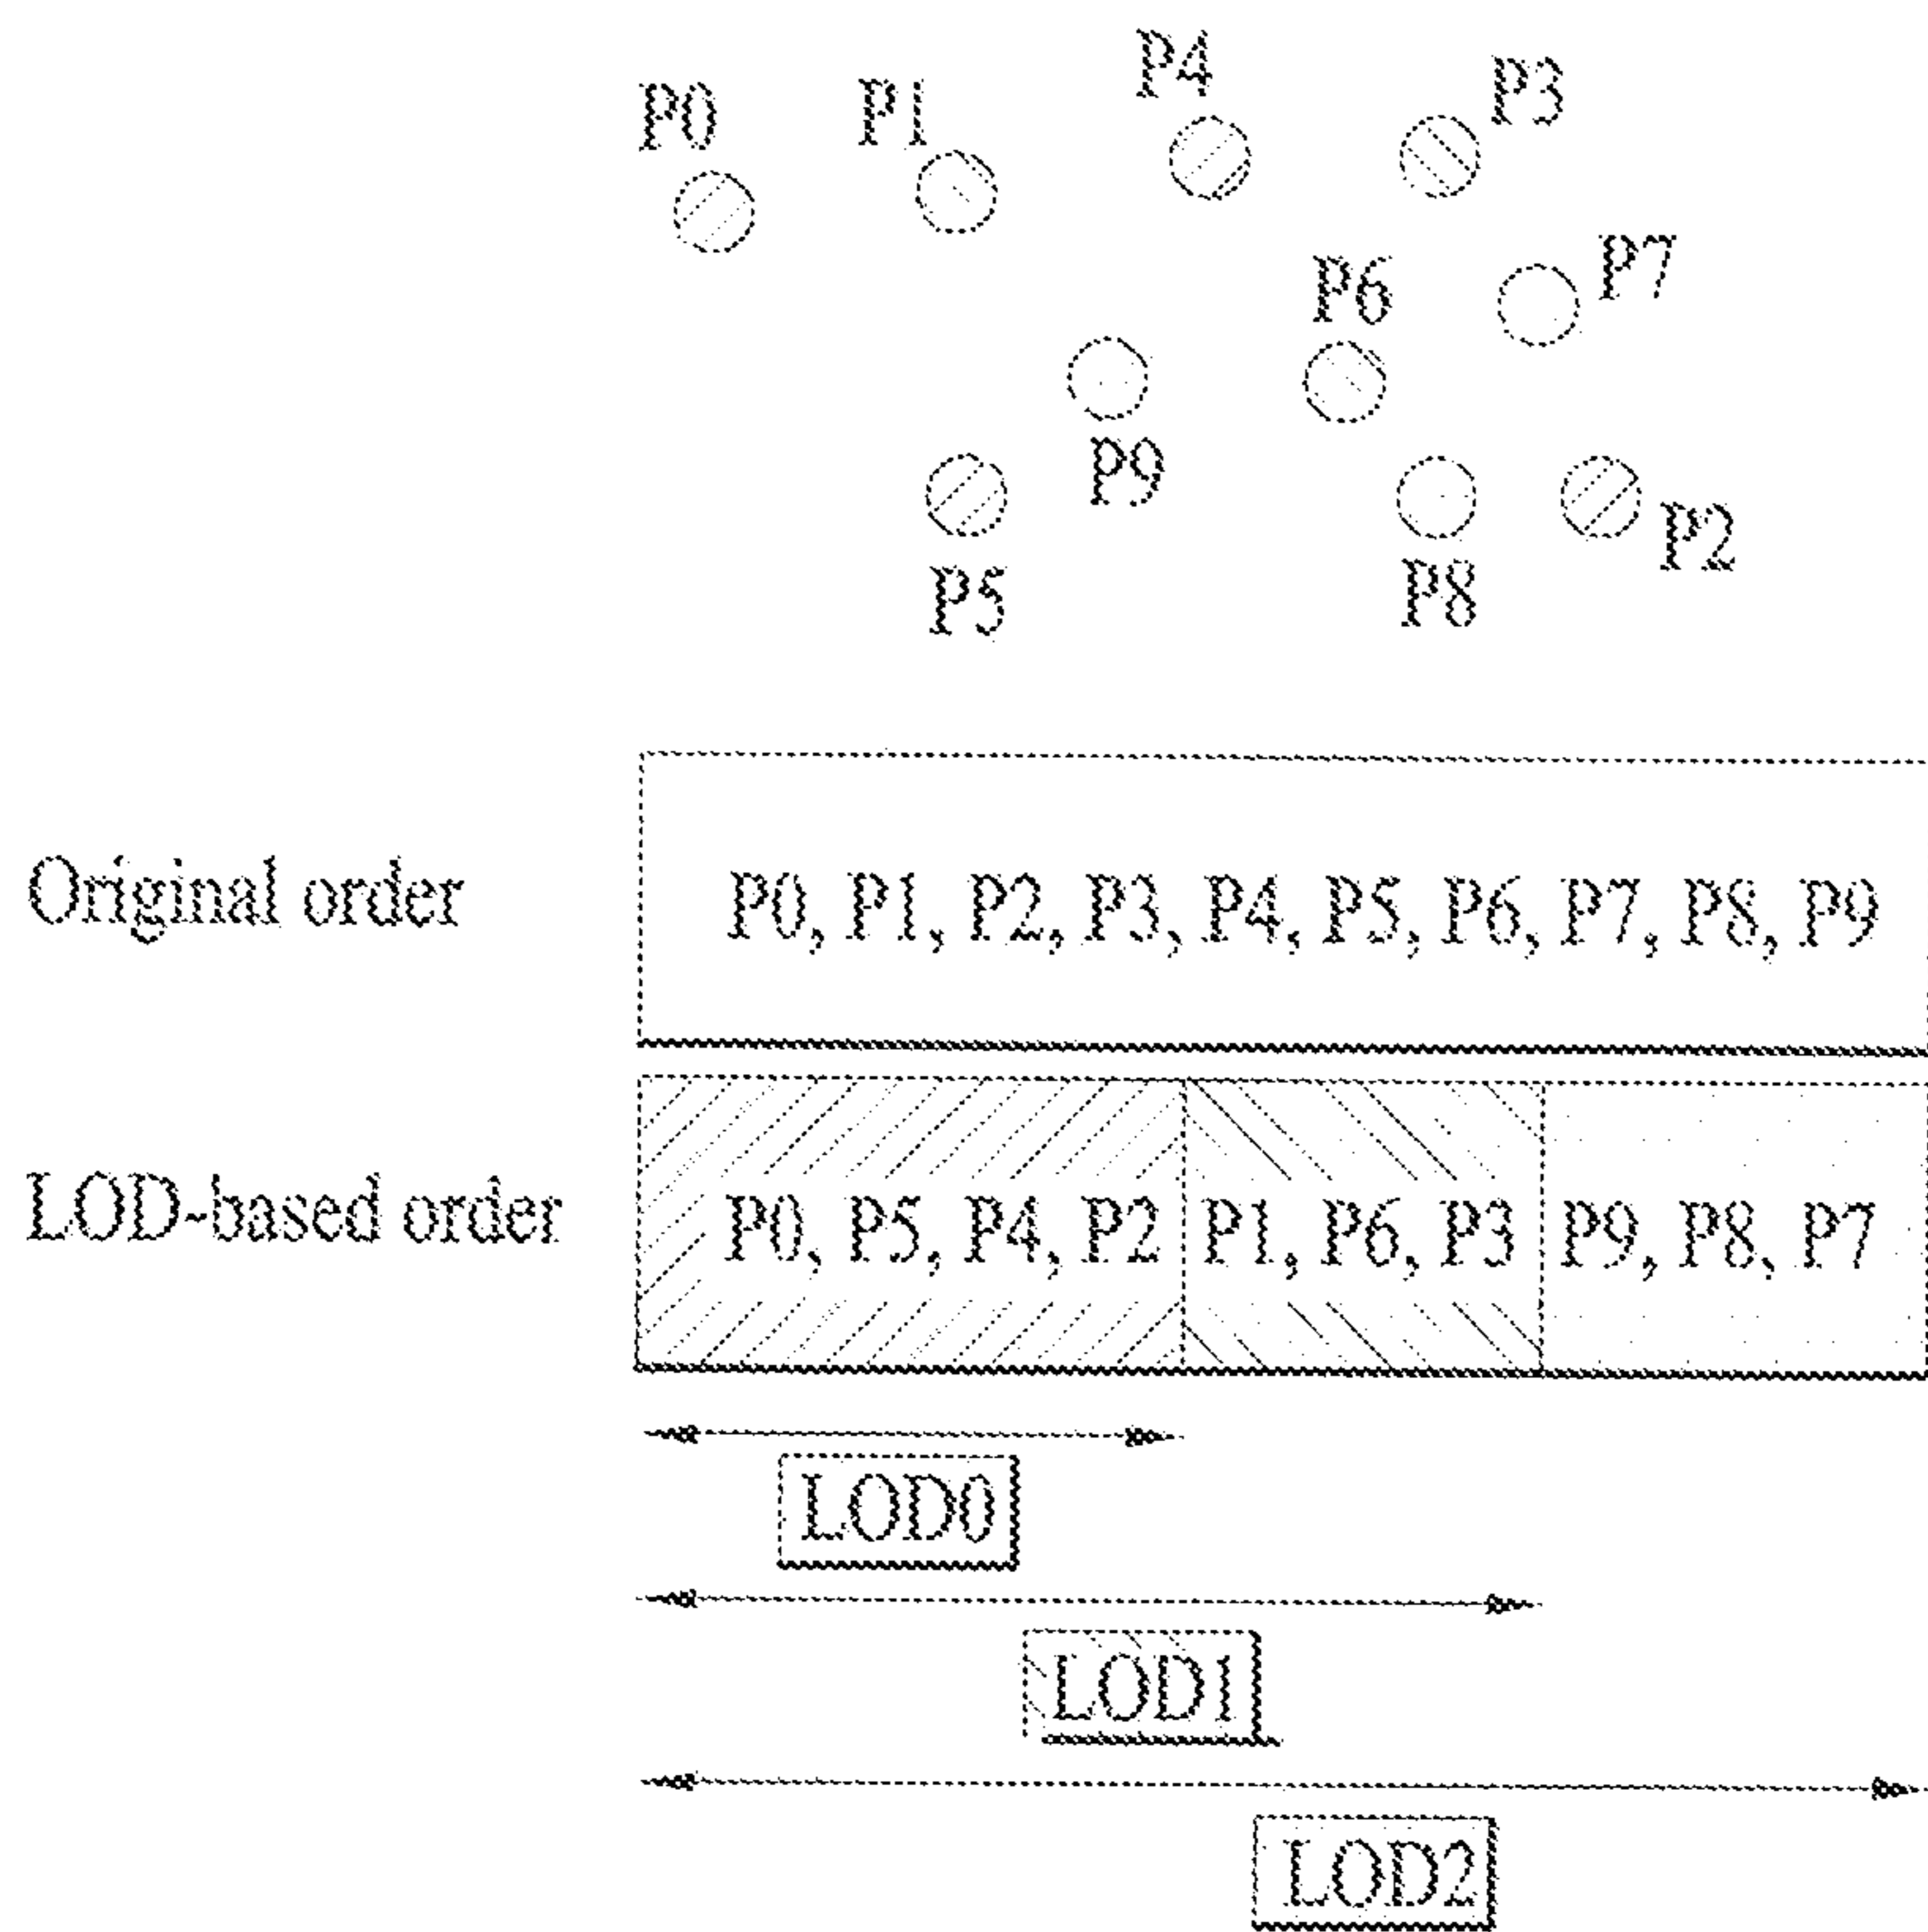 P4
P3
P0
P1
P7
P6
P9
P2
P5
P8
Original order
P0, P1, P2, P3, P4, P5, P6, P7, P8, P9
LOD-based order
P0, P5, P4, P2
P1, P6, P3
P9, P8, P7
LOD0
LOD1
LOD2